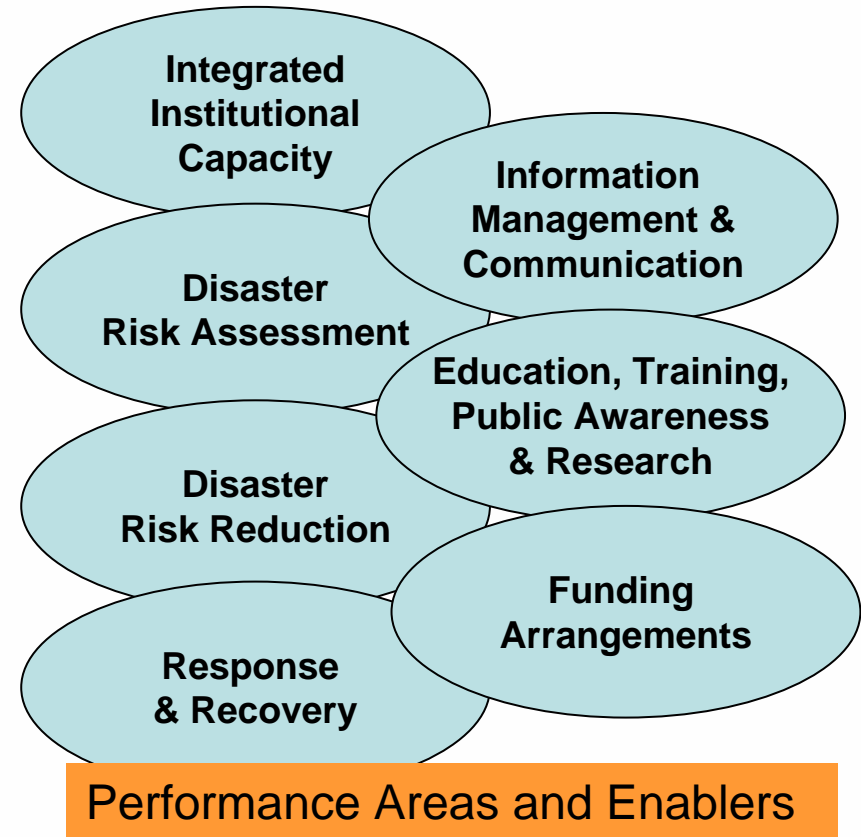 Integrated
Institutional
Capacity
Information
Management &
Communication
Disaster
Risk Assessment
Education, Training,
Public Awareness
& Research
Disaster
Risk Reduction
Funding
Arrangements
Response
& Recovery
Performance Areas and Enablers